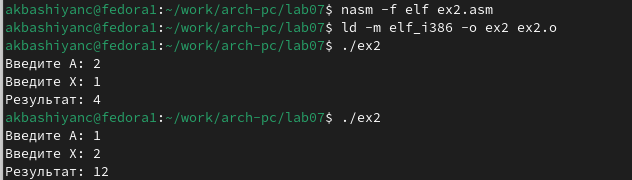 akbashiyanc@fedora1:~/work/arch-pc/lab07$ nasm -f elf ex2.asm
akbashiyanc@fedora1:~/work/arch-pc/lab07$ ld -m elf_i386 -o ex2 ex2.o
akbashiyanc@fedora1:~/work/arch-pc/lab07$ ./ex2
Введите A: 2
Введите X: 1
Результат: 4
akbashiyanc@fedora1:~/work/arch-pc/lab07$ ./ex2
Введите A: 1
Введите X: 2
Результат: 12